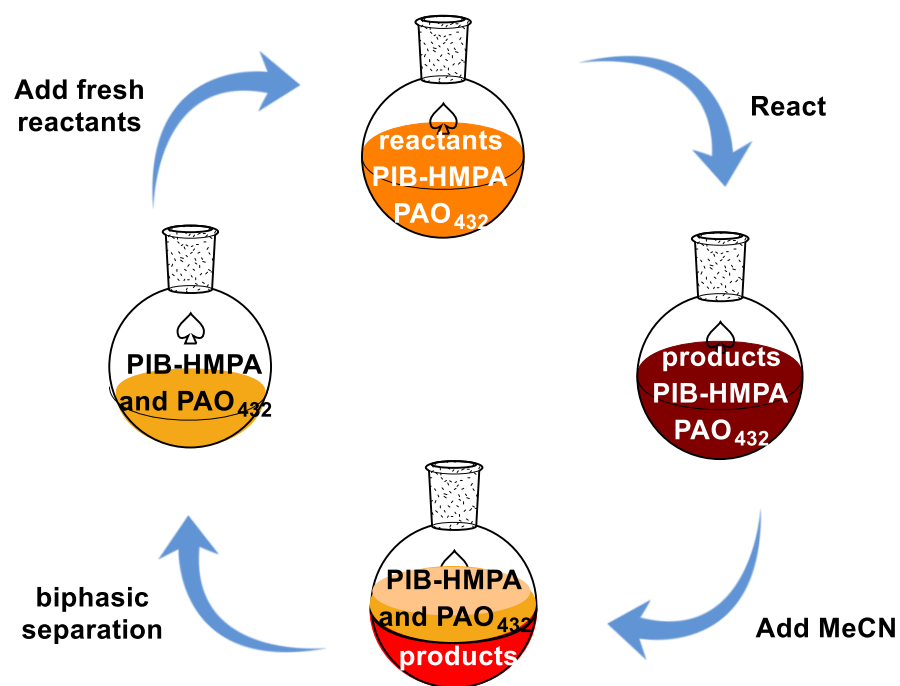 Add fresh
reactants
reactants
PIB-HMPA
PAO432
React
PIB-HMPA
and PAO432
products
PIB-HMPA
PAO432
biphasic
separation
PIB-HMPA
and PAO432
products
Add MeCN